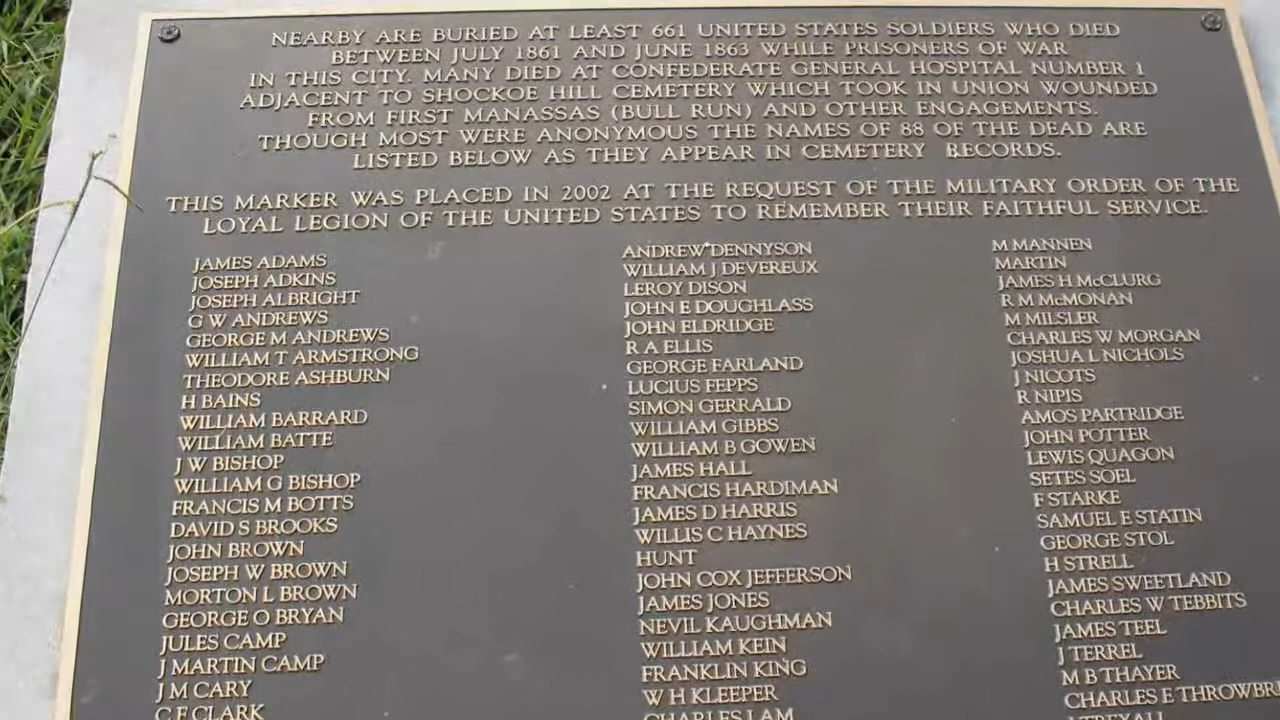 NEARBY ARE BURIED AT LEAST 661 UNITED STATES SOLDIERS WHO DIED
BETWEEN JULY 1861 AND JUNE 1863 WHILE PRISONERS OF WAR
IN THIS CITY. MANY DIED AT CONFEDERATE GENERAL HOSPITAL NUMBER 1
ADJACENT TO SHOCKOE HILL CEMETERY WHICH TOOK IN UNION WOUNDED
FROM FIRST MANASSAS (BULL RUN) AND OTHER ENGAGEMENTS.
THOUGH MOST WERE ANONYMOUS THE NAMES OF 88 OF THE DEAD ARE
LISTED BELOW AS THEY APPEAR IN CEMETERY RECORDS.
THIS MARKER WAS PLACED IN 2002 AT THE REQUEST OF THE MILITARY ORDER OF THE
LOYAL LEGION OF THE UNITED STATES TO REMEMBER THEIR FAITHFUL SERVICE.
JAMES ADAMS
JOSEPH ADKINS
JOSEPH ALBRIGHT
G W ANDREWS
GEORGE M ANDREWS
WILLIAM T ARMSTRONG
THEODORE ASHBURN
H BAINS
WILLIAM BARRARD
WILLIAM BATTE
J W BISHOP
WILLIAM G BISHOP
FRANCIS M BOTTS
DAVID S BROOKS
JOHN BROWN
JOSEPH W BROWN
MORTON L BROWN
GEORGE O BRYAN
JULES CAMP
J MARTIN CAMP
J M CARY
C F CLARK
ANDREW DENNYSON
WILLIAM J DEVEREUX
LEROY DISON
JOHN E DOUGHLASS
JOHN ELDRIDGE
R A ELLIS
GEORGE FARLAND
LUCIUS FEPPS
SIMON GERRALD
WILLIAM GIBBS
WILLIAM B GOWEN
JAMES HALL
FRANCIS HARDIMAN
JAMES D HARRIS
WILLIS C HAYNES
HUNT
JOHN COX JEFFERSON
JAMES JONES
NEVIL KAUGHMAN
WILLIAM KEIN
FRANKLIN KING
W H KLEEPER
CHARLES LAM
M MANNEN
MARTIN
JAMES H McCLURG
R M McMONAN
M MILSLER
CHARLES W MORGAN
JOSHUA L NICHOLS
J NICOTS
R NIPIS
AMOS PARTRIDGE
JOHN POTTER
LEWIS QUAGON
SETES SOEL
F STARKE
SAMUEL E STATIN
GEORGE STOL
H STRELL
JAMES SWEETLAND
CHARLES W TEBBITS
JAMES TEEL
J TERREL
M B THAYER
CHARLES E THROWBRI